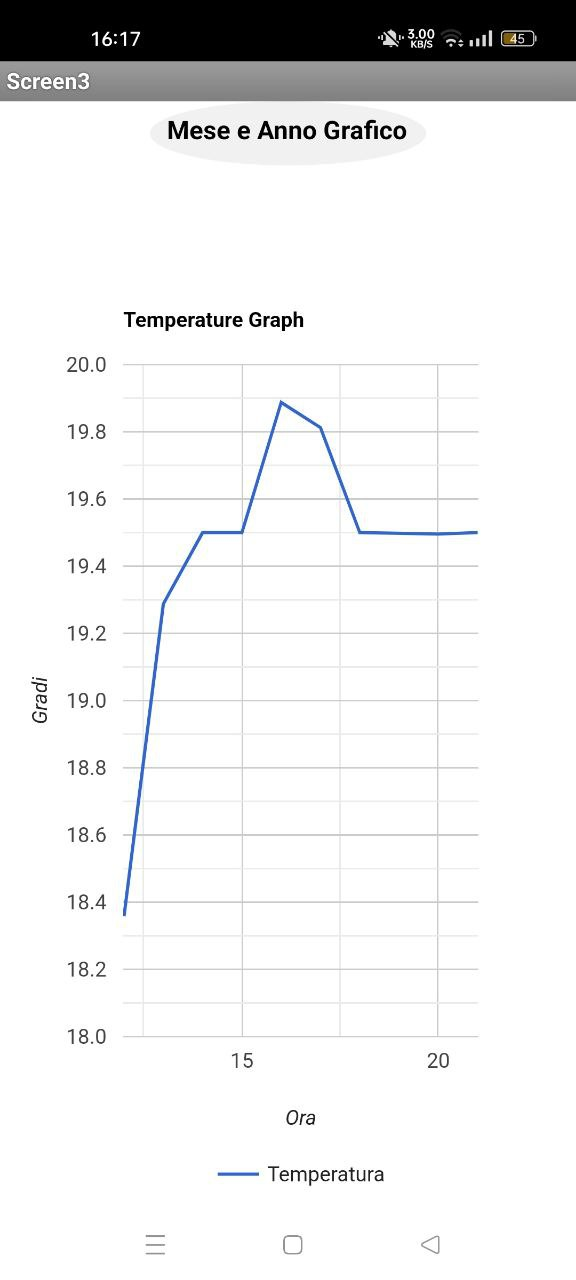 16:17
3.00
KB/S
45
Screen3
Mese e Anno Grafico
Temperature Graph
20.0
19.8
19.6
19.4
19.2
19.0
18.8
18.6
18.4
18.2
18.0
Gradi
15 20
Ora
Temperatura